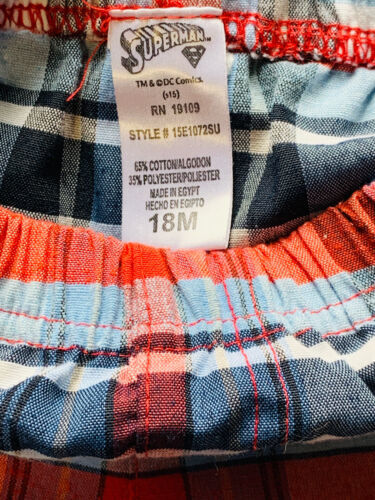 SUPERMAN
TM & © DC Comics.
(s15)
RN 19109
STYLE # 15E1072SU
65% COTTON/ALGODON
35% POLYESTER/POLIESTER
MADE IN EGYPT
HECHO EN EGIPTO
18M